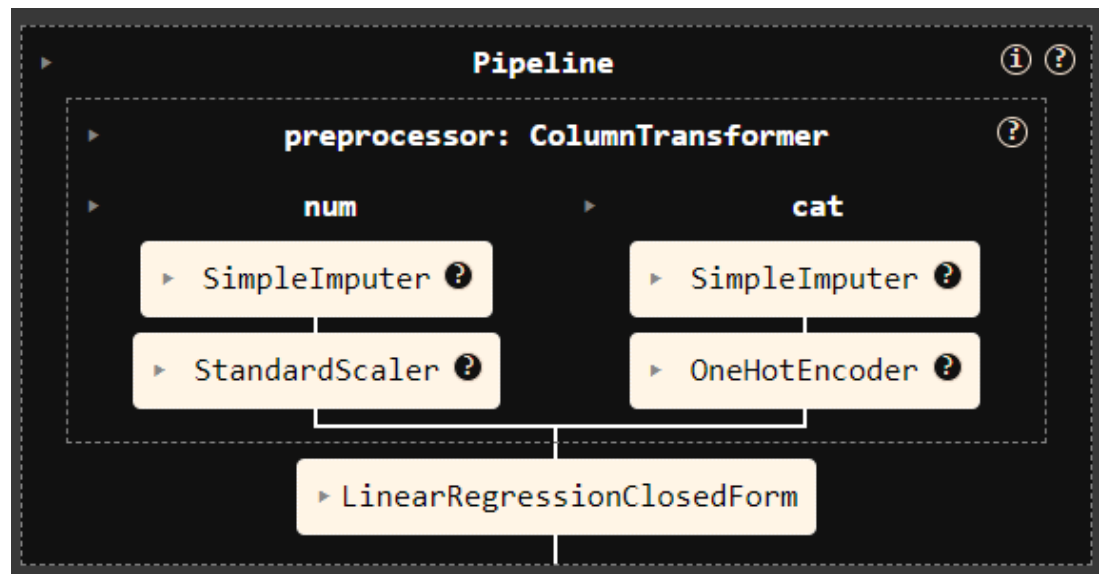 Pipeline i ?
preprocessor: ColumnTransformer ?
num cat
SimpleImputer ? SimpleImputer ?
StandardScaler ? OneHotEncoder ?
LinearRegressionClosedForm